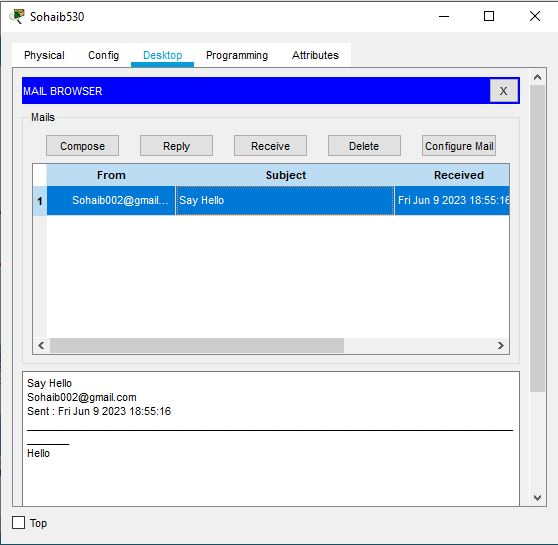 Sohaib530
Physical Config Desktop Programming Attributes
MAIL BROWSER X
Mails
Compose Reply Receive Delete Configure Mail
From Subject Received
1 Sohaib002@gmail... Say Hello Fri Jun 9 2023 18:55:16
Say Hello
Sohaib002@gmail.com
Sent : Fri Jun 9 2023 18:55:16
Hello
Top